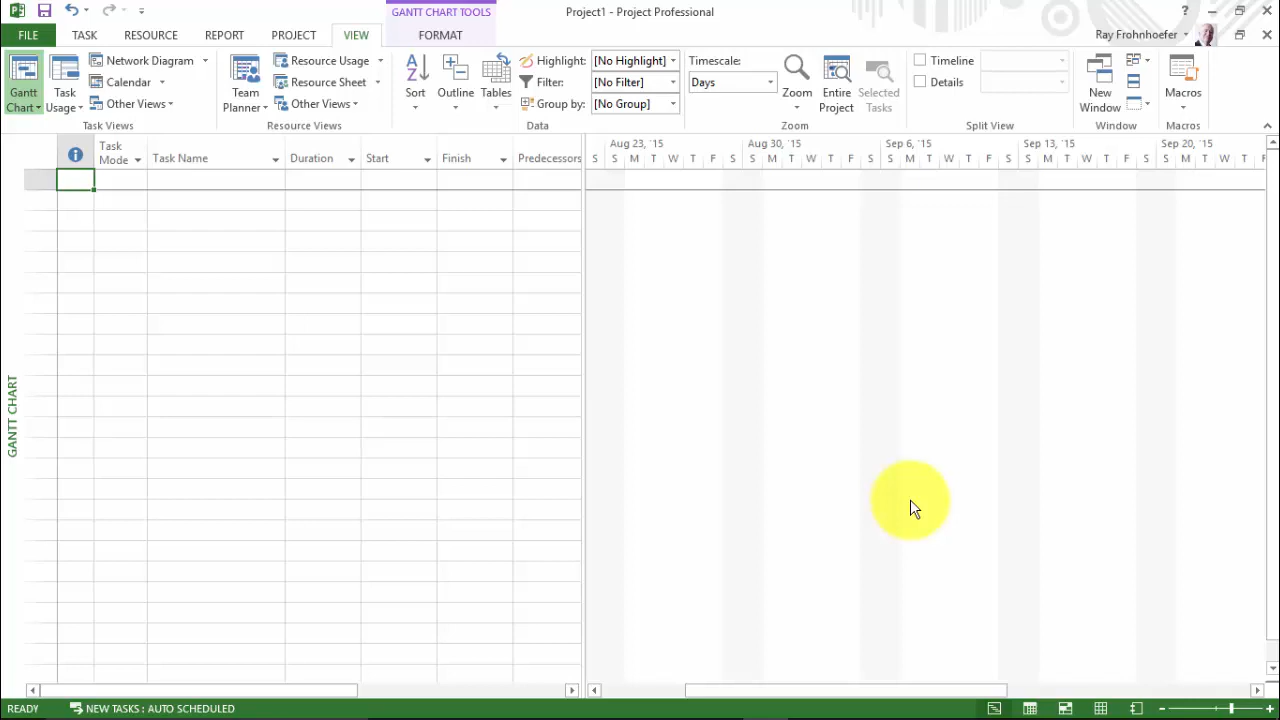 GANTT CHART TOOLS
Project1 - Project Professional
?
FILE
TASK
RESOURCE
REPORT
PROJECT
VIEW
FORMAT
Ray Frohnhoefer
Gantt
Chart
Task
Usage
Network Diagram
Calendar
Other Views
Task Views
Team
Planner
Resource Usage
Resource Sheet
Other Views
Resource Views
A
Z
Sort
Outline
Tables
Highlight:
[No Highlight]
Filter:
[No Filter]
Group by:
[No Group]
Data
Timescale:
Days
Zoom
Entire
Project
Selected
Tasks
Zoom
Timeline
Details
Split View
New
Window
Window
Macros
Macros
Task
Mode
Task Name
Duration
Start
Finish
Predecessors
Aug 23, '15
Aug 30, '15
Sep 6, '15
Sep 13, '15
Sep 20, '15
S M T W T F S S M T W T F S S M T W T F S S M T W T F S S M T W T F
GANTT CHART
READY
NEW TASKS : AUTO SCHEDULED